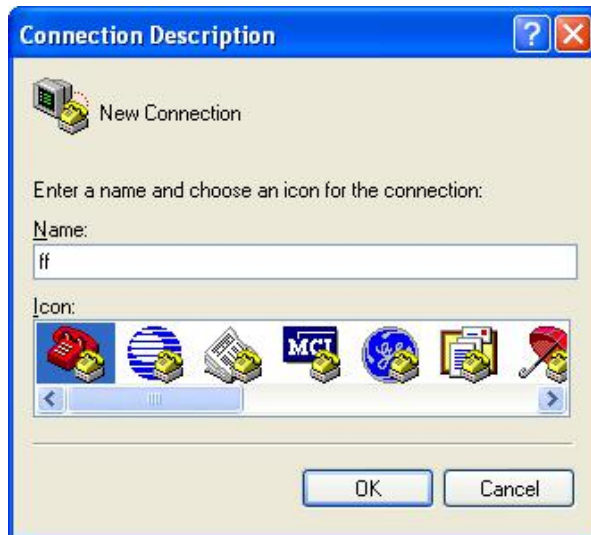 Connection Description
New Connection
Enter a name and choose an icon for the connection:
Name:
ff
Icon:
MCI
OK
Cancel